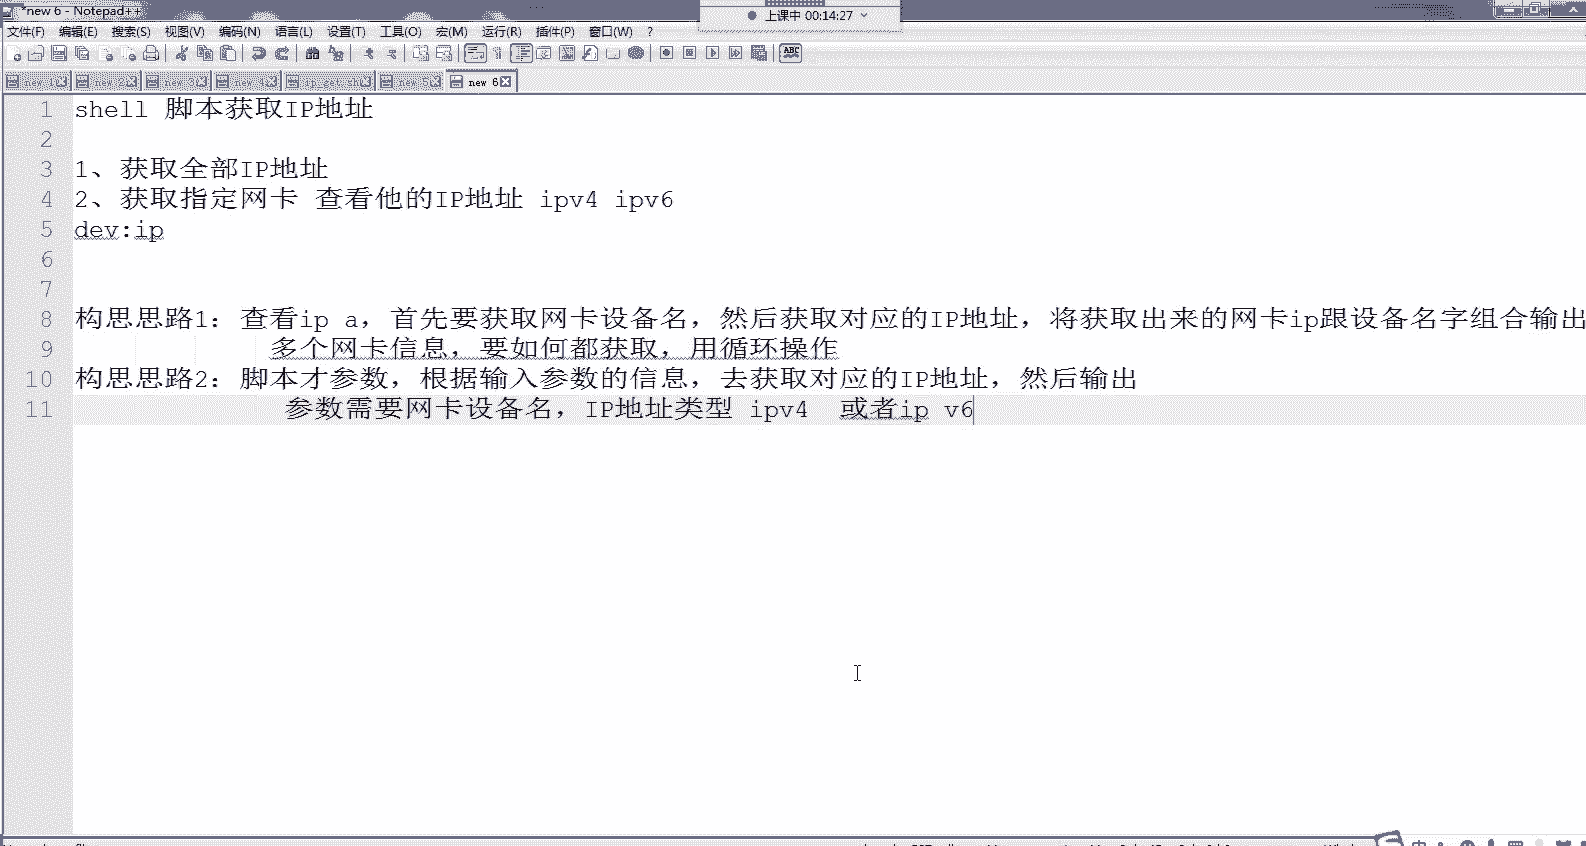 *new 6 - Notepad++
上课中 00:14:27
文件(F) 编辑(E) 搜索(S) 视图(V) 编码(N) 语言(L) 设置(T) 工具(O) 宏(M) 运行(R) 插件(P) 窗口(W) ?
ABC
new 6
1 shell 脚本获取IP地址
2
3 1、获取全部IP地址
4 2、获取指定网卡 查看他的IP地址 ipv4 ipv6
5 dev:ip
6
7
8 构思思路1：查看ip a，首先要获取网卡设备名，然后获取对应的IP地址，将获取出来的网卡ip跟设备名字组合输出
9 多个网卡信息，要如何都获取，用循环操作
10 构思思路2：脚本才参数，根据输入参数的信息，去获取对应的IP地址，然后输出
11 参数需要网卡设备名，IP地址类型 ipv4 或者ip v6